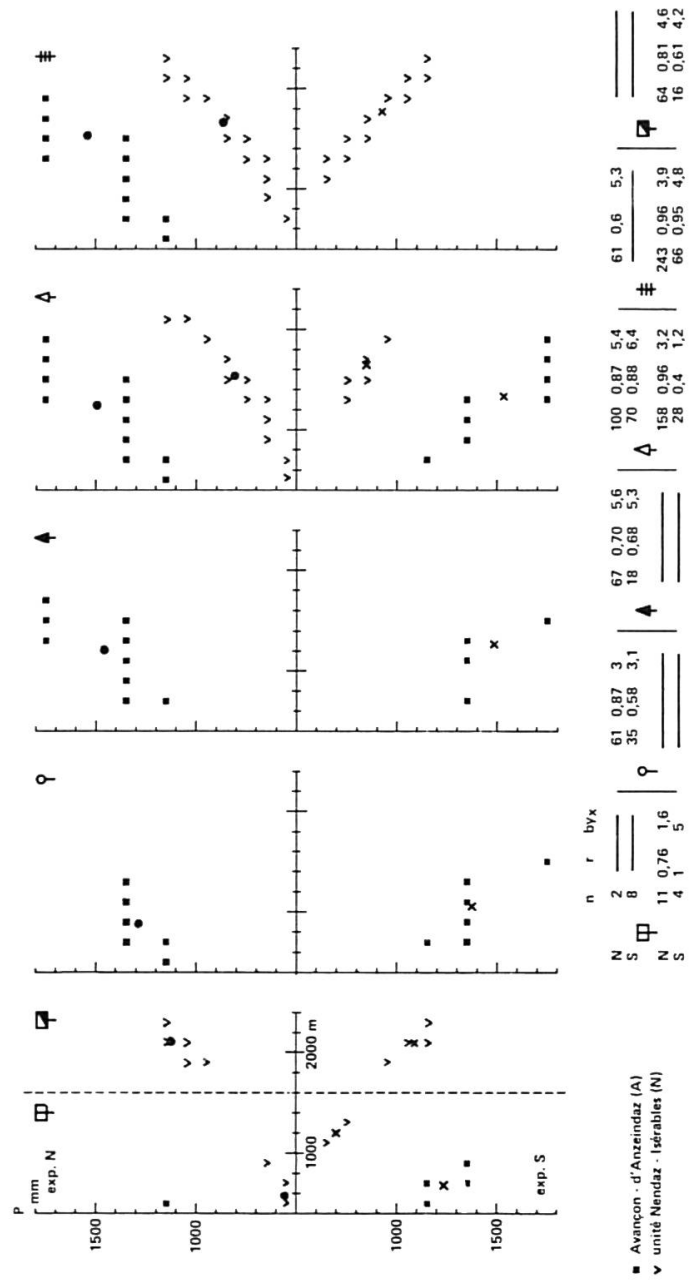 P
mm
exp. N
1500
1000
1000 2000 m
1000
1500
exp. S
n r byx
N 2 61 0,87 3 67 0,70 5,6 100 0,87 5,4 61 0,6 5,3
S 8 35 0,58 3,1 18 0,68 5,3 70 0,88 6,4
N 11 0,76 1,6 158 0,96 3,2 243 0,96 3,9 64 0,81 4,6
S 4 1 5 28 0,4 1,2 66 0,95 4,8 16 0,61 4,2
Avançon - d'Anzeindaz (A)
unité Nendaz - Isérables (N)